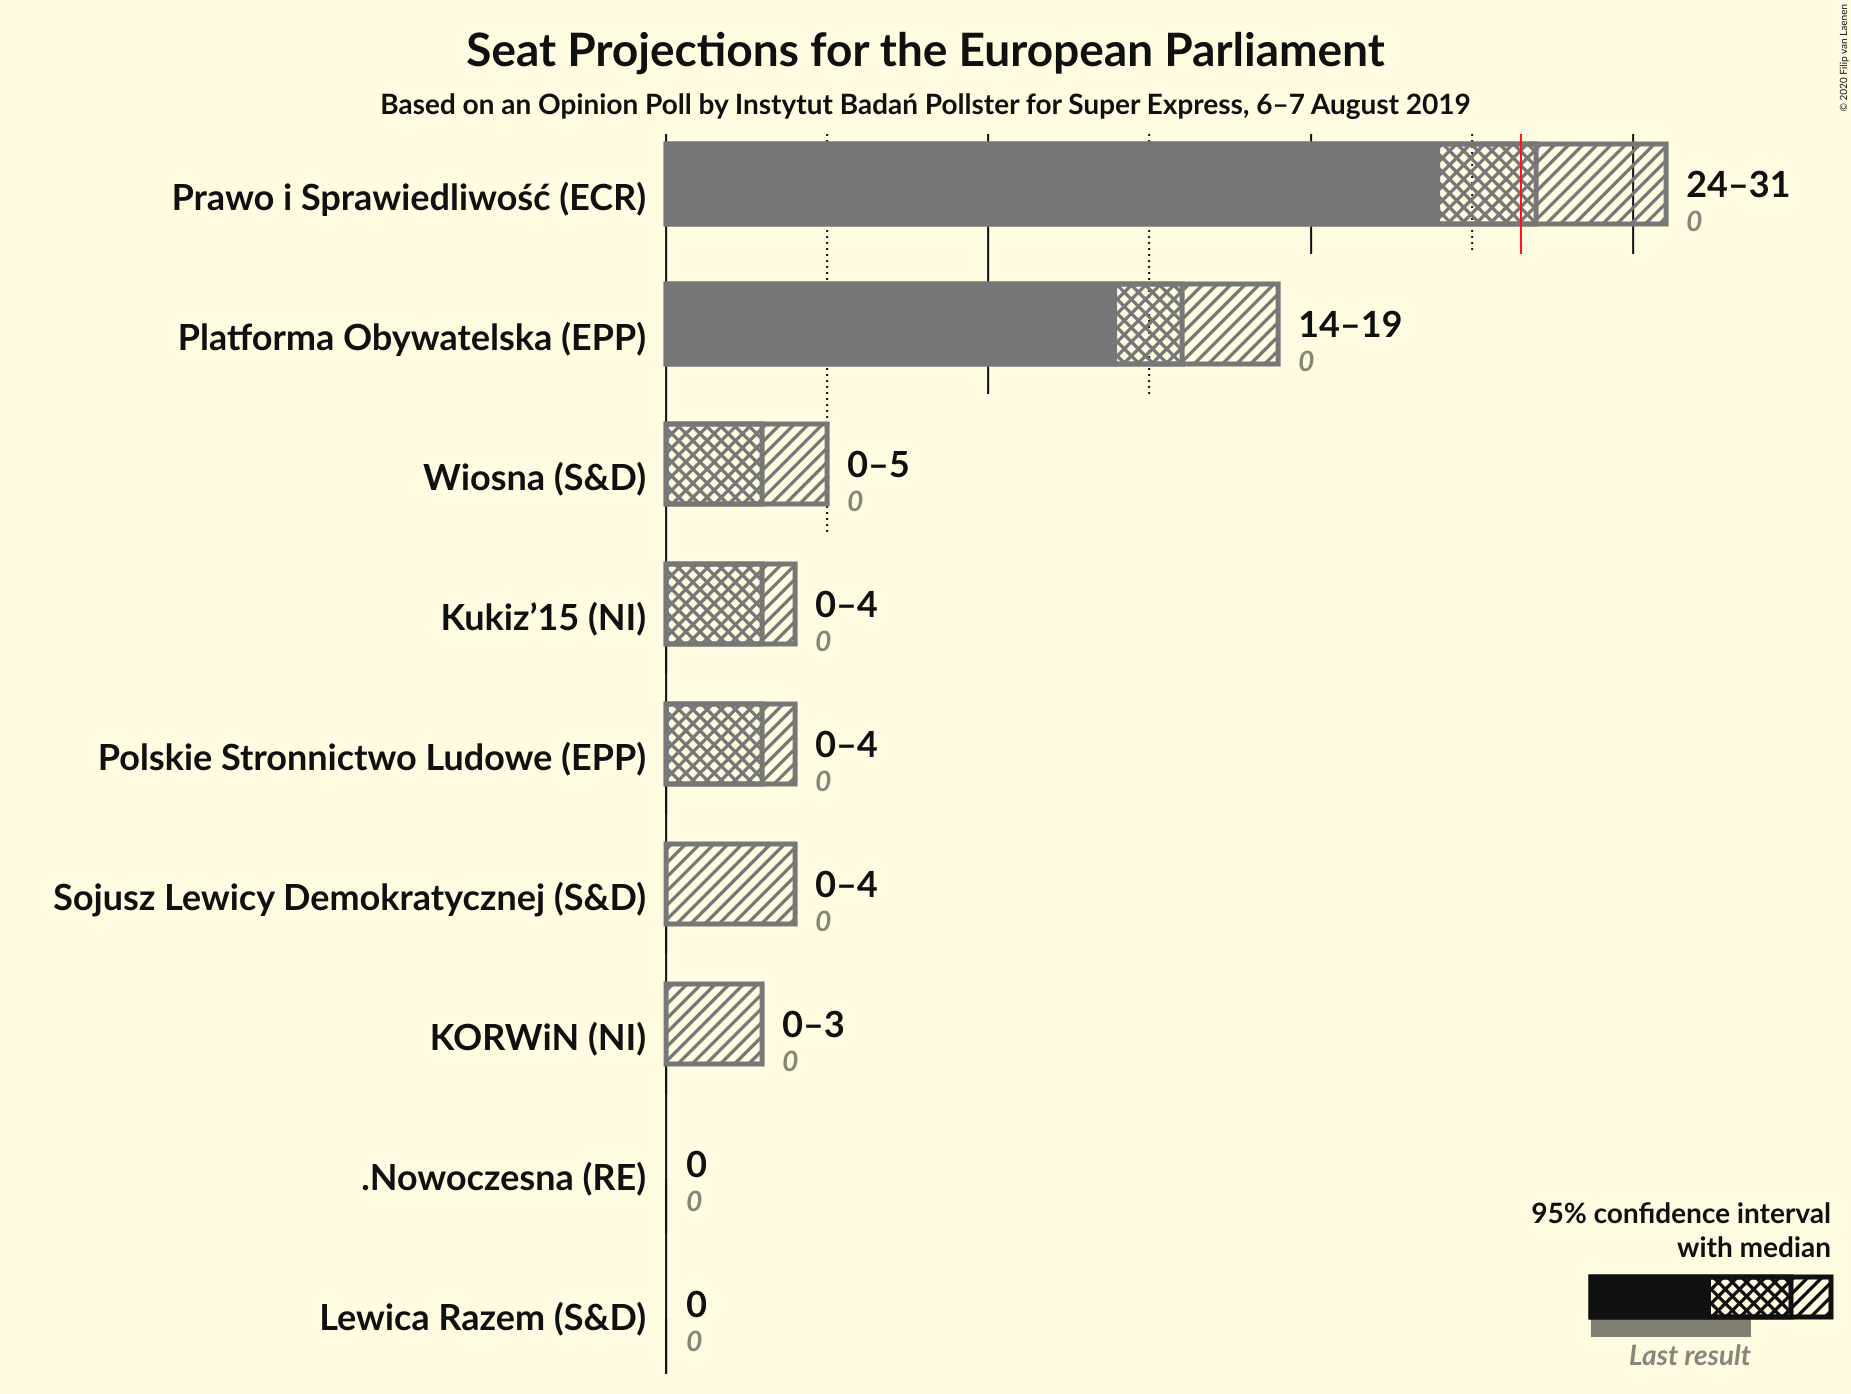 Seat Projections for the European Parliament
Based on an Opinion Poll by Instytut Badań Pollster for Super Express, 6–7 August 2019
© 2020 Filip van Laenen
Prawo i Sprawiedliwość (ECR)
24–31
0
Platforma Obywatelska (EPP)
14–19
0
Wiosna (S&D)
0–5
0
Kukiz’15 (NI)
0–4
0
Polskie Stronnictwo Ludowe (EPP)
0–4
0
Sojusz Lewicy Demokratycznej (S&D)
0–4
0
KORWiN (NI)
0–3
0
.Nowoczesna (RE)
0
0
Lewica Razem (S&D)
0
0
95% confidence interval
with median
Last result